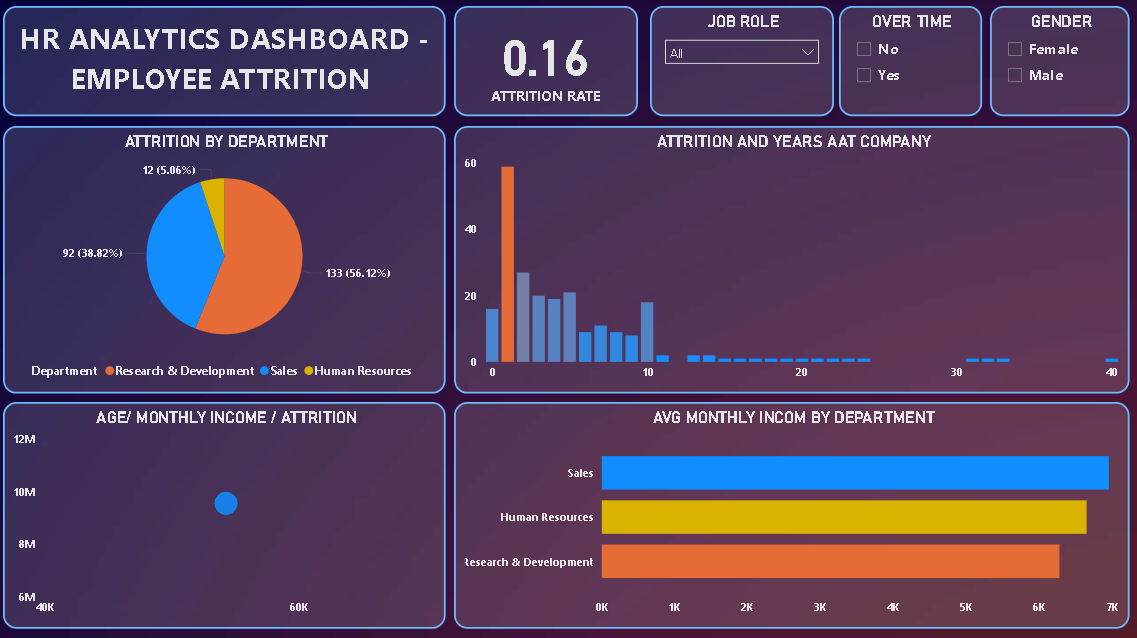 HR ANALYTICS DASHBOARD -
EMPLOYEE ATTRITION
0.16
ATTRITION RATE
JOB ROLE
All
OVER TIME
No
Yes
GENDER
Female
Male
ATTRITION BY DEPARTMENT
12 (5.06%)
92 (38.82%)
133 (56.12%)
Department Research & Development Sales Human Resources
ATTRITION AND YEARS AAT COMPANY
60
40
20
0
0 10 20 30 40
AGE/ MONTHLY INCOME / ATTRITION
12M
10M
8M
6M
40K 60K
AVG MONTHLY INCOM BY DEPARTMENT
Sales
Human Resources
Research & Development
0K 1K 2K 3K 4K 5K 6K 7K